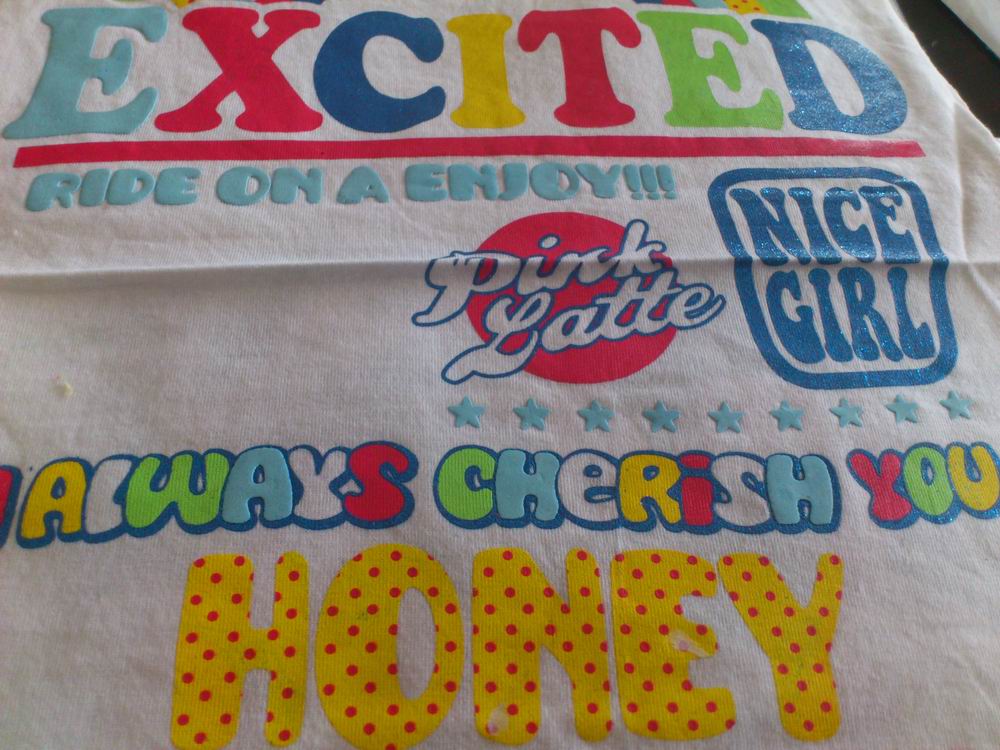 EXCITED
RIDE ON A ENJOY!!!
NICE
GIRL
Pink
Latte
ALWAYS CHERiSH YOU
HONEY